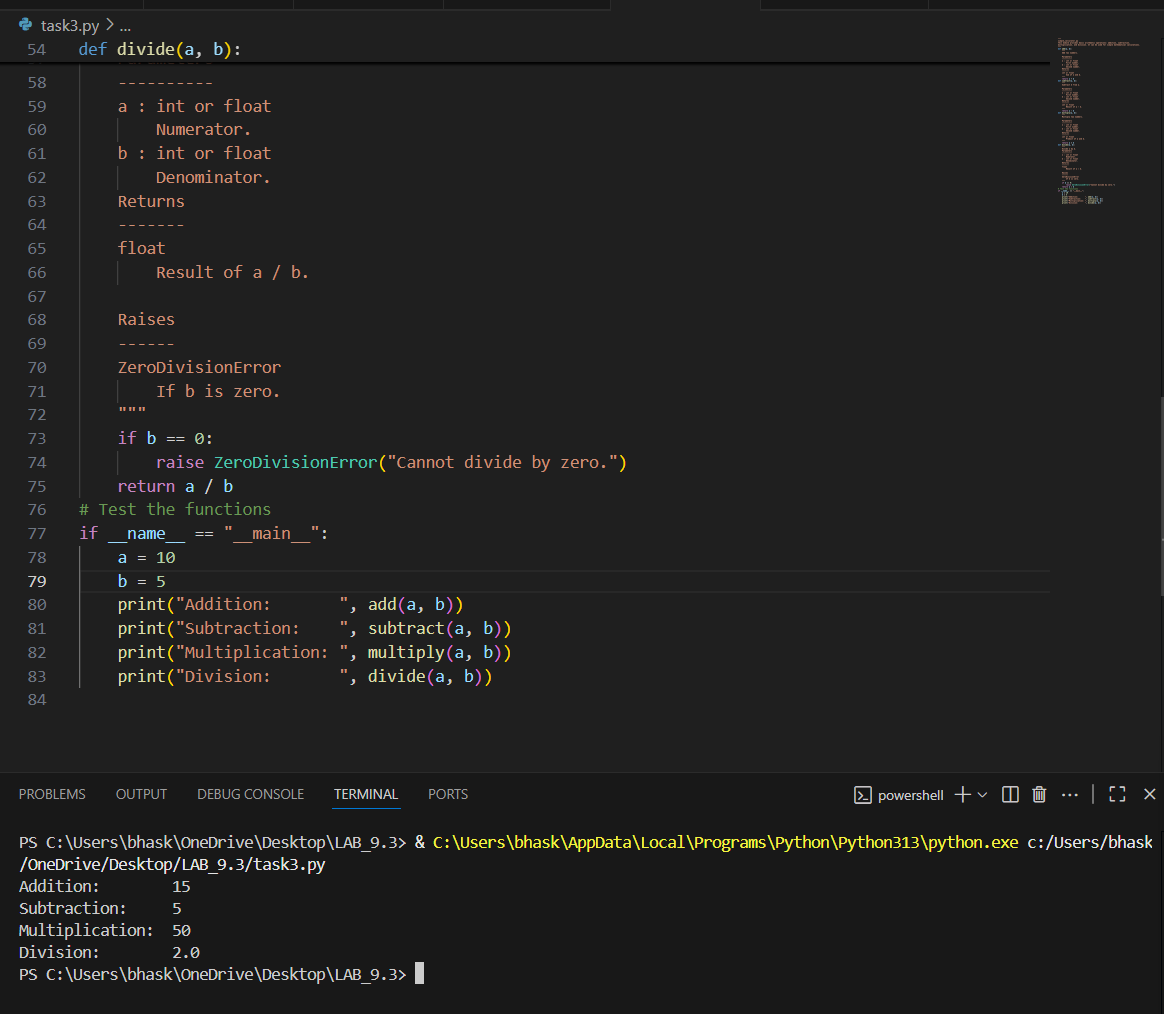 task3.py > ...
54 def divide(a, b):
58 ----------
59 a : int or float
60 Numerator.
61 b : int or float
62 Denominator.
63 Returns
64 -------
65 float
66 Result of a / b.
67
68 Raises
69 ------
70 ZeroDivisionError
71 If b is zero.
72 """
73 if b == 0:
74 raise ZeroDivisionError("Cannot divide by zero.")
75 return a / b
76 # Test the functions
77 if __name__ == "__main__":
78 a = 10
79 b = 5
80 print("Addition:       ", add(a, b))
81 print("Subtraction:    ", subtract(a, b))
82 print("Multiplication: ", multiply(a, b))
83 print("Division:       ", divide(a, b))
84
PROBLEMS OUTPUT DEBUG CONSOLE TERMINAL PORTS powershell
PS C:\Users\bhask\OneDrive\Desktop\LAB_9.3> & C:\Users\bhask\AppData\Local\Programs\Python\Python313\python.exe c:/Users/bhask
/OneDrive/Desktop/LAB_9.3/task3.py
Addition:        15
Subtraction:     5
Multiplication:  50
Division:        2.0
PS C:\Users\bhask\OneDrive\Desktop\LAB_9.3>